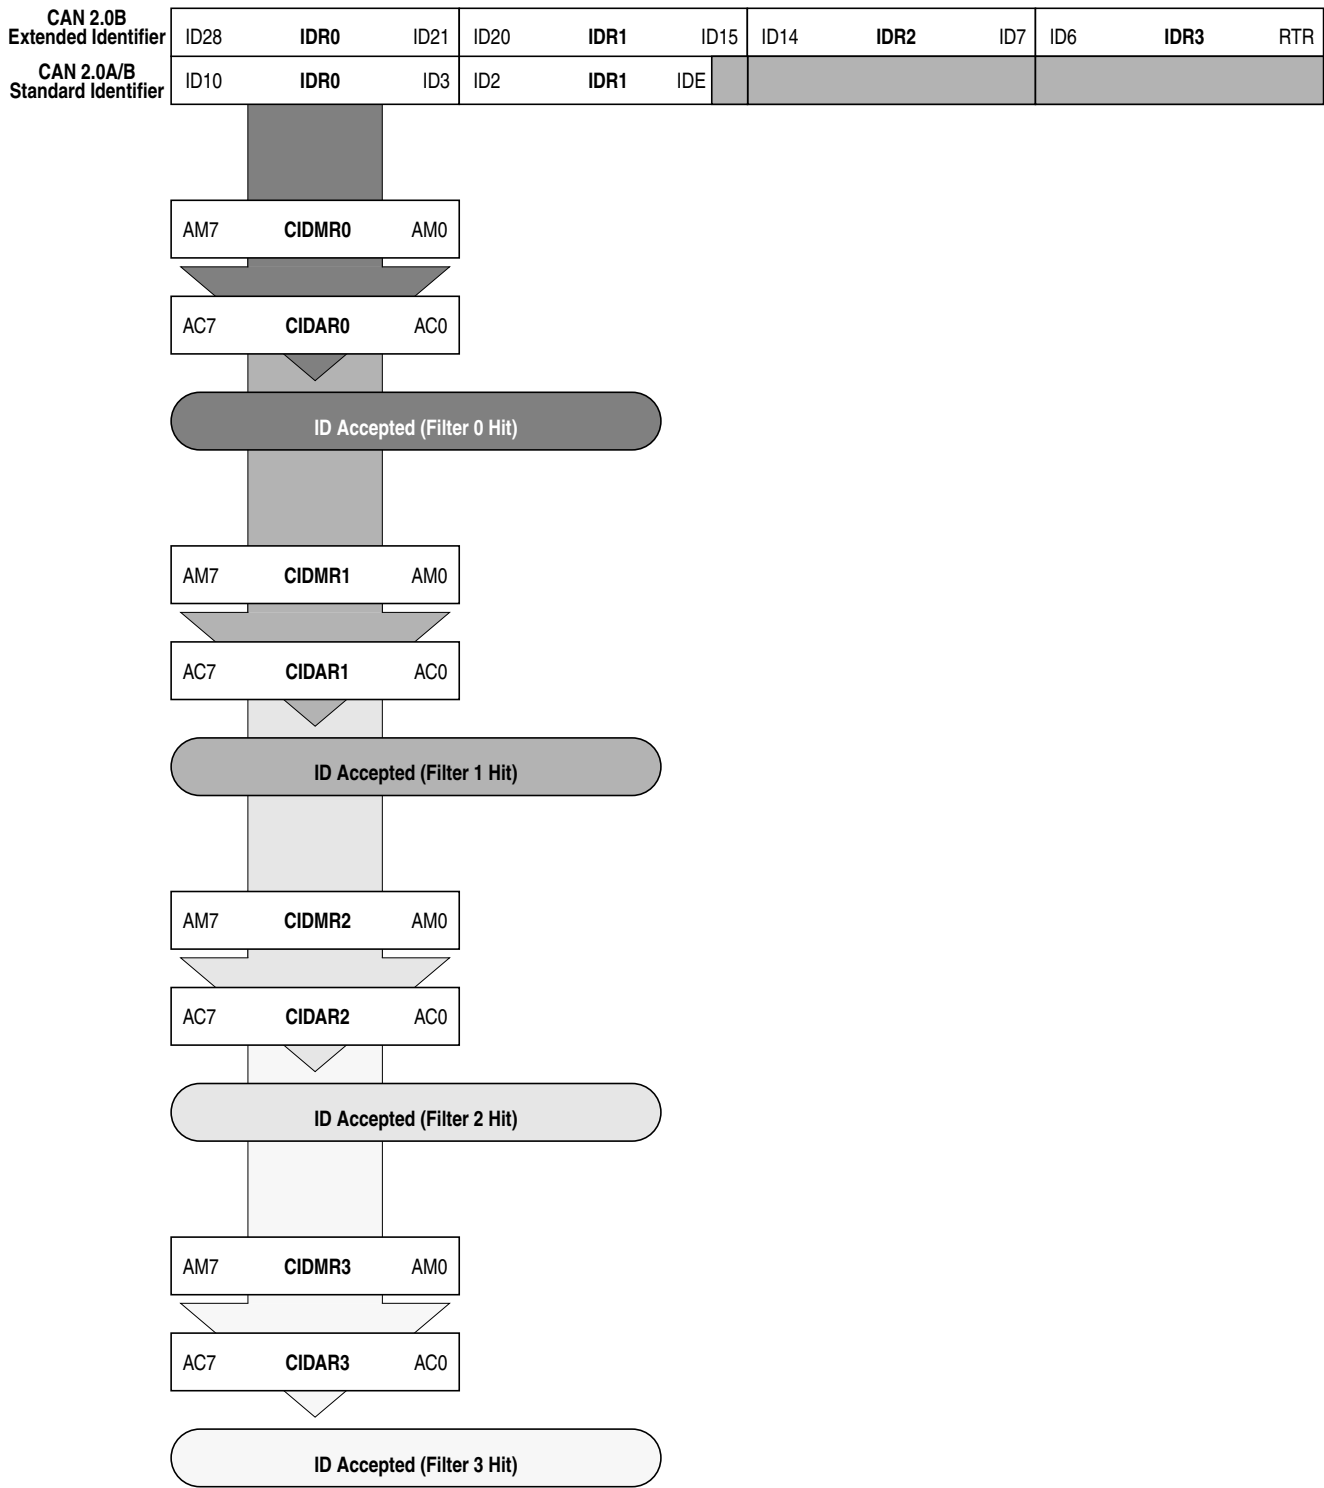 CAN 2.0B
Extended Identifier ID28 IDR0 ID21 ID20 IDR1 ID15 ID14 IDR2 ID7 ID6 IDR3 RTR
CAN 2.0A/B
Standard Identifier ID10 IDR0 ID3 ID2 IDR1 IDE
AM7 CIDMR0 AM0
AC7 CIDAR0 AC0
ID Accepted (Filter 0 Hit)
AM7 CIDMR1 AM0
AC7 CIDAR1 AC0
ID Accepted (Filter 1 Hit)
AM7 CIDMR2 AM0
AC7 CIDAR2 AC0
ID Accepted (Filter 2 Hit)
AM7 CIDMR3 AM0
AC7 CIDAR3 AC0
ID Accepted (Filter 3 Hit)